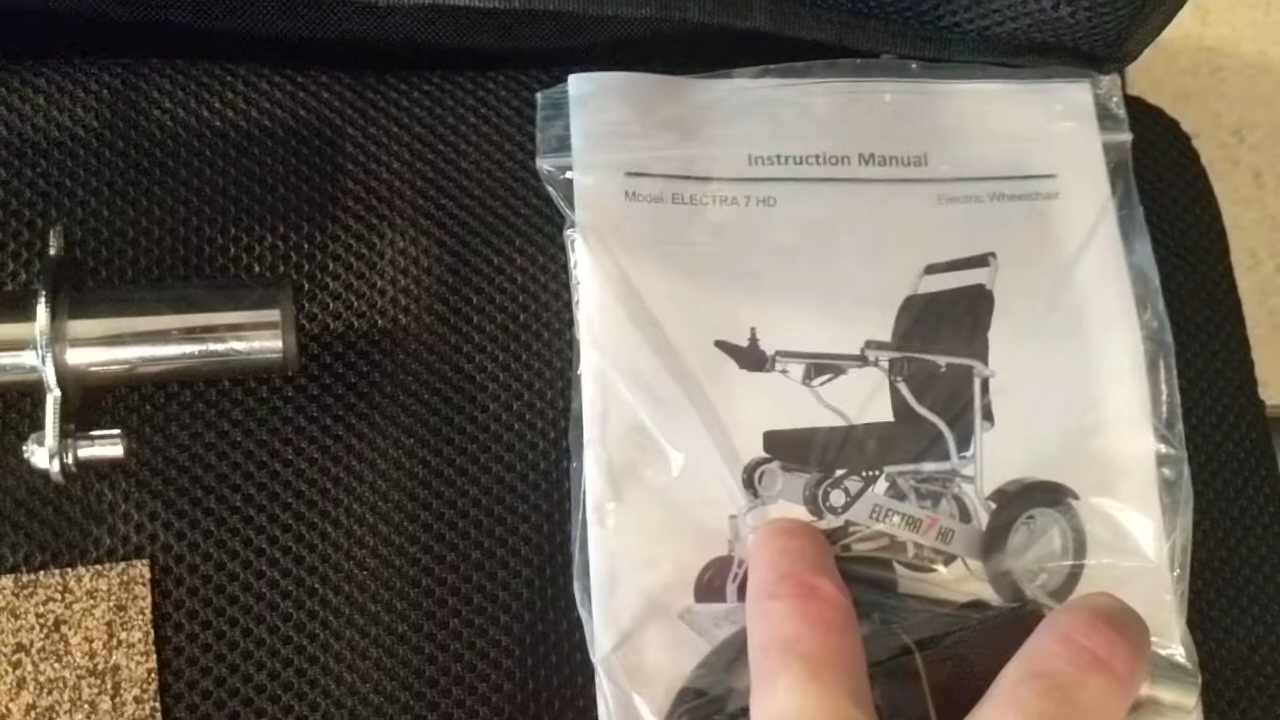 Instruction Manual
Model: ELECTRA 7 HD Electric Wheelchair
ELECTRA 7 HD